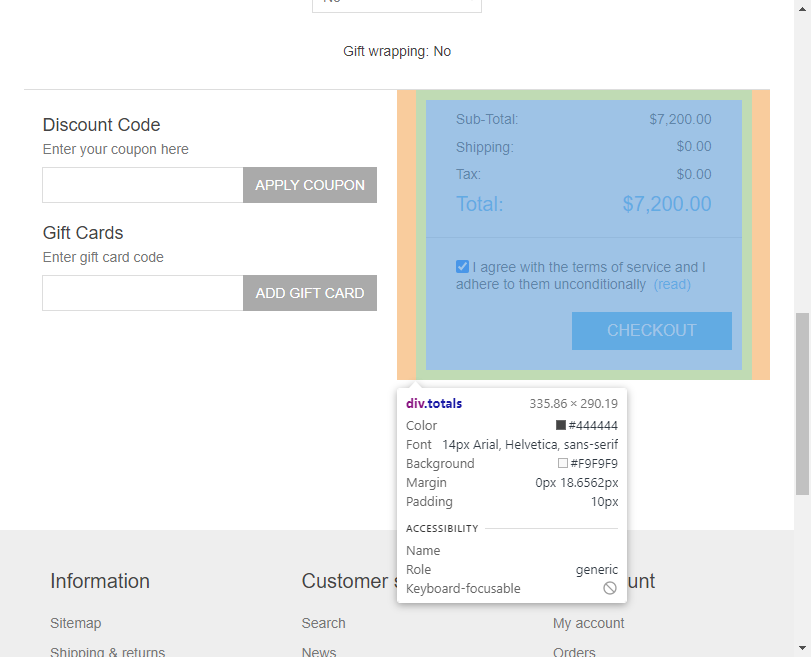 Gift wrapping: No
Discount Code
Enter your coupon here
APPLY COUPON
Gift Cards
Enter gift card code
ADD GIFT CARD
Sub-Total: $7,200.00
Shipping: $0.00
Tax: $0.00
Total: $7,200.00
I agree with the terms of service and I
adhere to them unconditionally (read)
CHECKOUT
div.totals 335.86 × 290.19
Color #444444
Font 14px Arial, Helvetica, sans-serif
Background #F9F9F9
Margin 0px 18.6562px
Padding 10px
ACCESSIBILITY
Name
Role generic
Keyboard-focusable
Information
Sitemap
Shipping & returns
Customer
Search
News
My account
Orders